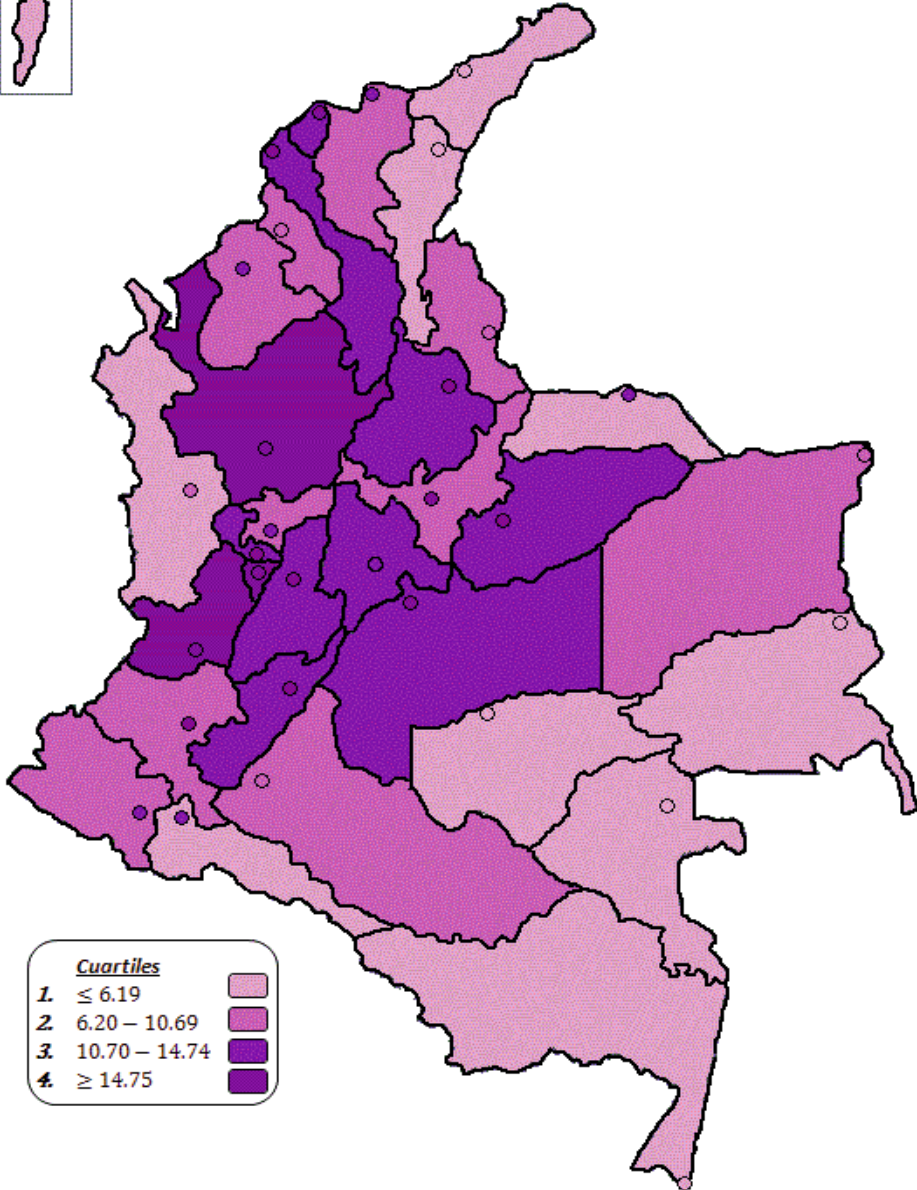 Cuartiles
1. ≤ 6.19
2. 6.20 – 10.69
3. 10.70 – 14.74
4. ≥ 14.75